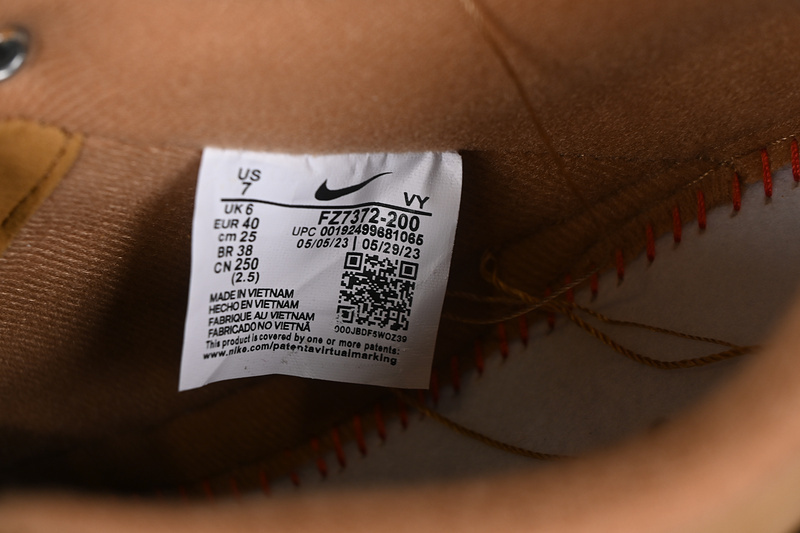 US
7
VY
UK 6
EUR 40
cm 25
BR 38
CN 250
(2.5)
FZ7372-200
UPC 00192499681065
05/05/23 | 05/29/23
MADE IN VIETNAM
HECHO EN VIETNAM
FABRIQUE AU VIETNAM
FABRICADO NO VIETNÃ
000JBDF5WOZ39
This product is covered by one or more patents:
www.nike.com/patentavirtualmarking